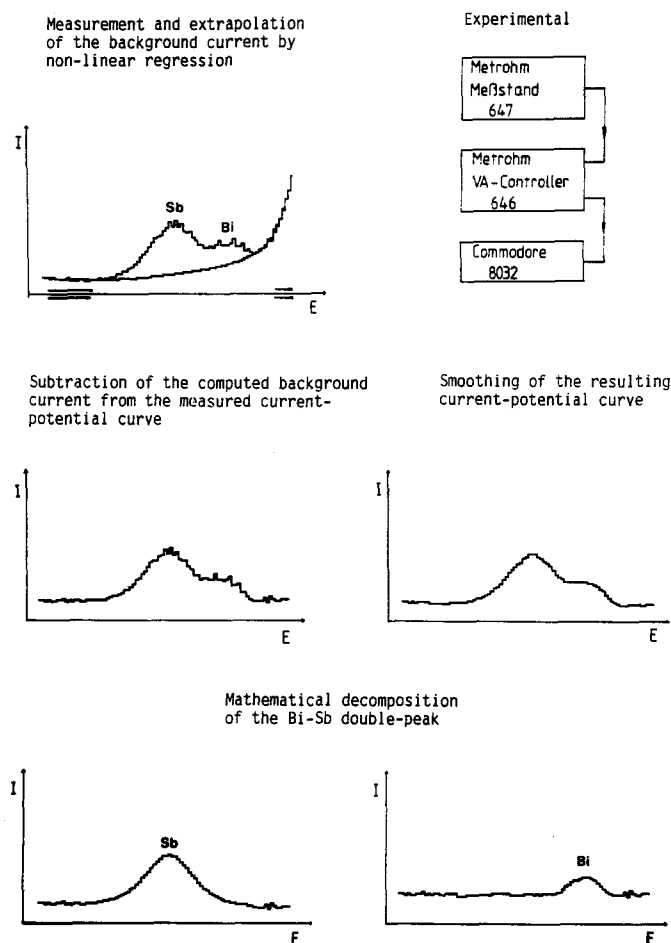 Measurement and extrapolation
of the background current by
non-linear regression
Experimental
Metrohm
Meßstand
647
Metrohm
VA-Controller
646
Commodore
8032
I
Sb
Bi
E
Subtraction of the computed background
current from the measured current-
potential curve
Smoothing of the resulting
current-potential curve
I
E
I
E
Mathematical decomposition
of the Bi-Sb double-peak
I
Sb
E
I
Bi
E